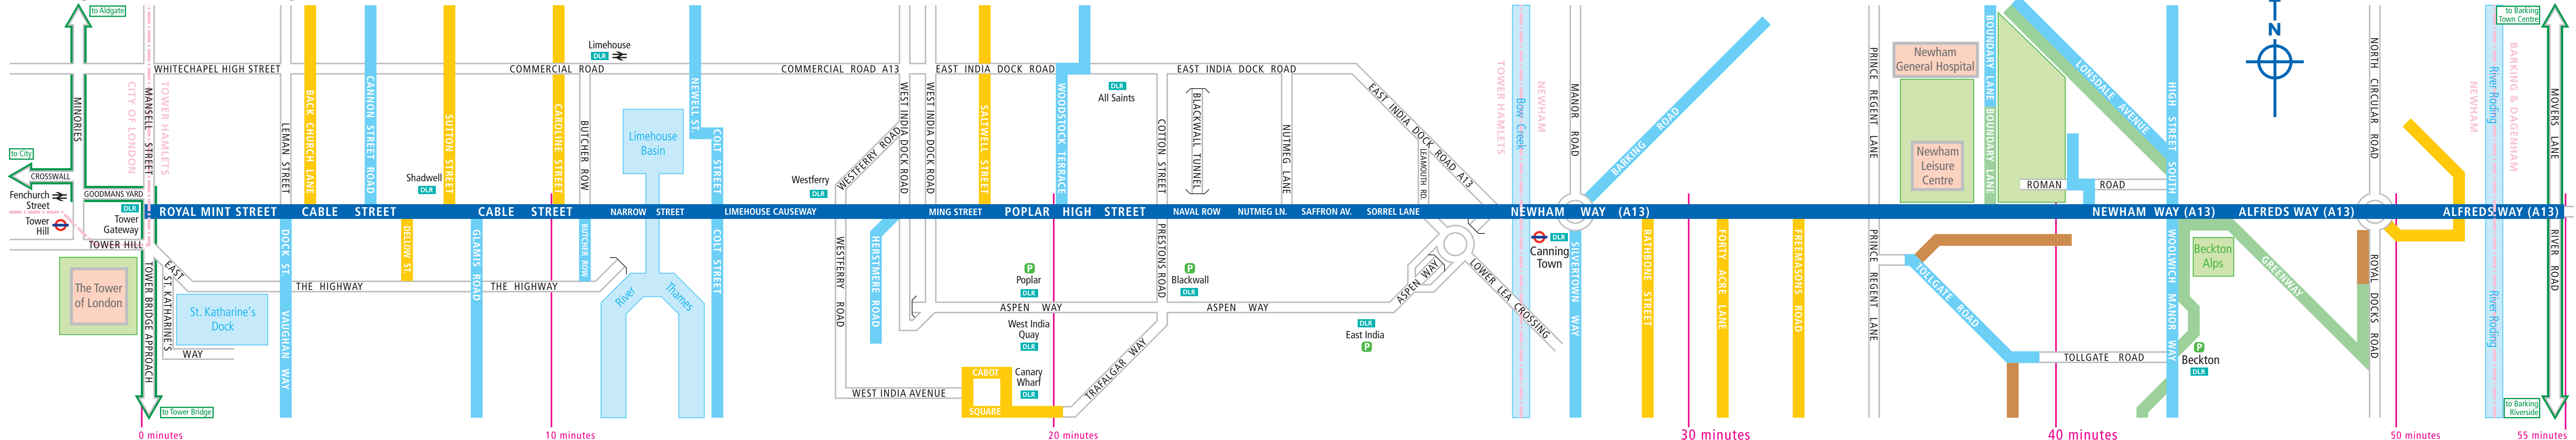 to Aldgate
MINORIES
to City
CROSSWALL
Fenchurch
Street
Tower
Hill
GOODMANS YARD
DLR
Tower
Gateway
TOWER HILL
The Tower
of London
CITY OF LONDON
MANSELL STREET
TOWER HAMLETS
TOWER BRIDGE APPROACH
to Tower Bridge
0 minutes
EAST
ST. KATHARINE'S
WAY
St. Katharine's
Dock
WHITECHAPEL HIGH STREET
COMMERCIAL ROAD
COMMERCIAL ROAD A13
EAST INDIA DOCK ROAD
EAST INDIA DOCK ROAD
EAST INDIA DOCK ROAD A13
LEMAN STREET
BACK CHURCH LANE
CANNON STREET ROAD
SUTTON STREET
CAROLINE STREET
BUTCHER ROW
Limehouse
DLR
Shadwell
DLR
Limehouse
Basin
NEWELL ST.
COLT STREET
ROYAL MINT STREET
CABLE STREET
CABLE STREET
NARROW STREET
LIMEHOUSE CAUSEWAY
MING STREET
POPLAR HIGH STREET
NAVAL ROW
NUTMEG LN.
SAFFRON AV.
SORREL LANE
NEWHAM WAY (A13)
NEWHAM WAY (A13)
ALFREDS WAY (A13)
ALFREDS WAY (A13)
DOCK ST.
VAUGHAN WAY
THE HIGHWAY
THE HIGHWAY
DELLOW ST.
GLAMIS ROAD
BUTCHER ROW
10 minutes
River
Thames
COLT STREET
Westferry
DLR
WESTFERRY ROAD
WESTFERRY ROAD
WEST INDIA DOCK ROAD
WEST INDIA DOCK ROAD
HERSTMERE ROAD
WEST INDIA AVENUE
SALTWELL STREET
WOODSTOCK TERRACE
DLR
All Saints
COTTON STREET
BLACKWALL TUNNEL
NUTMEG LANE
LEAMOUTH RD.
P
Poplar
DLR
ASPEN WAY
ASPEN WAY
ASPEN WAY
West India
Quay
DLR
CABOT
SQUARE
Canary
Wharf
DLR
20 minutes
PRESTONS ROAD
TRAFALGAR WAY
P
Blackwall
DLR
DLR
East India
P
LOWER LEA CROSSING
TOWER HAMLETS
Bow Creek
NEWHAM
MANOR ROAD
BARKING ROAD
DLR
Canning
Town
SILVERTOWN WAY
RATHBONE STREET
FORTY ACRE LANE
FREEMASONS ROAD
30 minutes
PRINCE REGENT LANE
PRINCE REGENT LANE
Newham
General Hospital
Newham
Leisure
Centre
BOUNDARY LANE
BOUNDARY LANE
LONSDALE AVENUE
HIGH STREET SOUTH
ROMAN ROAD
TOLLGATE ROAD
TOLLGATE ROAD
40 minutes
WOOLWICH MANOR WAY
Beckton
Alps
GREENWAY
P
Beckton
DLR
N
NORTH CIRCULAR ROAD
ROYAL DOCKS ROAD
50 minutes
NEWHAM
River Roding
River Roding
BARKING & DAGENHAM
to Barking
Town Centre
MOVERS LANE
RIVER ROAD
to Barking
Riverside
55 minutes